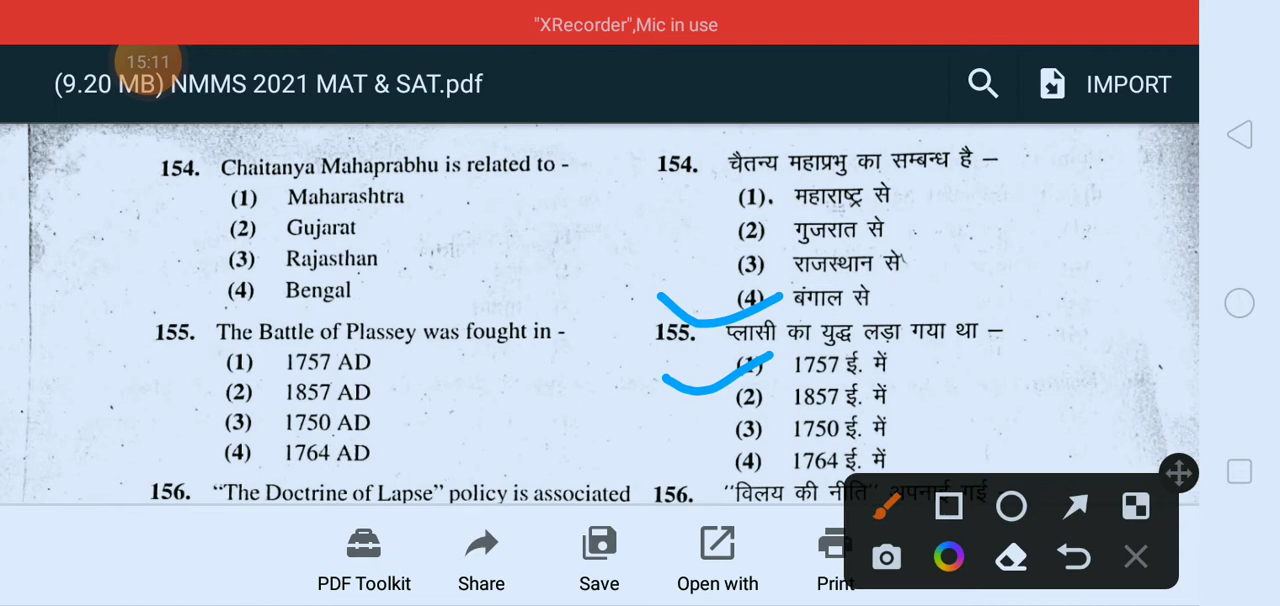 "XRecorder",Mic in use
15:11
(9.20 MB) NMMS 2021 MAT & SAT.pdf
IMPORT
154. Chaitanya Mahaprabhu is related to -
(1) Maharashtra
(2) Gujarat
(3) Rajasthan
(4) Bengal
155. The Battle of Plassey was fought in -
(1) 1757 AD
(2) 1857 AD
(3) 1750 AD
(4) 1764 AD
156. “The Doctrine of Lapse” policy is associated
154. चैतन्य महाप्रभु का सम्बन्ध है –
(1). महाराष्ट्र से
(2) गुजरात से
(3) राजस्थान से
(4) बंगाल से
155. प्लासी का युद्ध लड़ा गया था –
(1) 1757 ई. में
(2) 1857 ई. में
(3) 1750 ई. में
(4) 1764 ई. में
156. “विलय की नीति” अपनाई गई
PDF Toolkit
Share
Save
Open with
Print